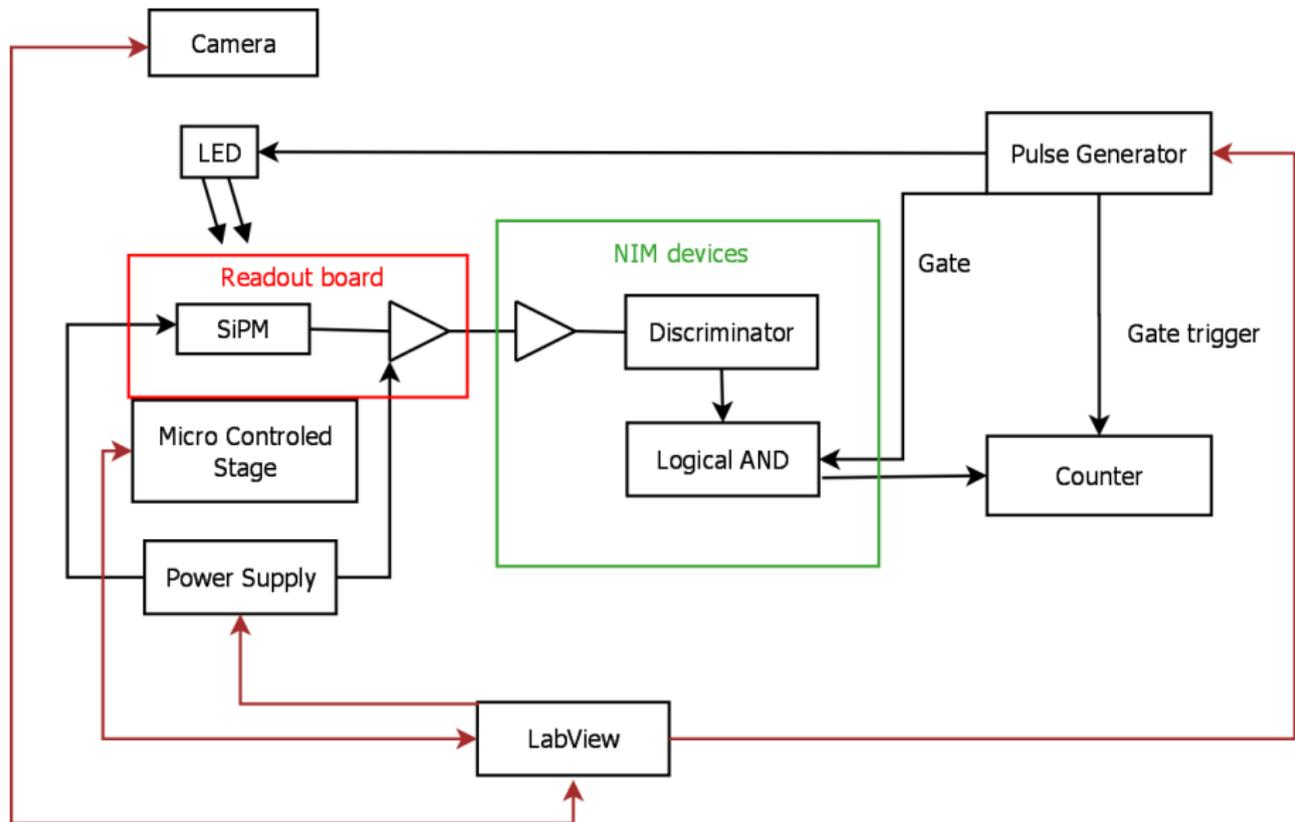 Camera
LED
Pulse Generator
Readout board
NIM devices
Gate
SiPM
Discriminator
Gate trigger
Micro Controled
Stage
Logical AND
Counter
Power Supply
LabView